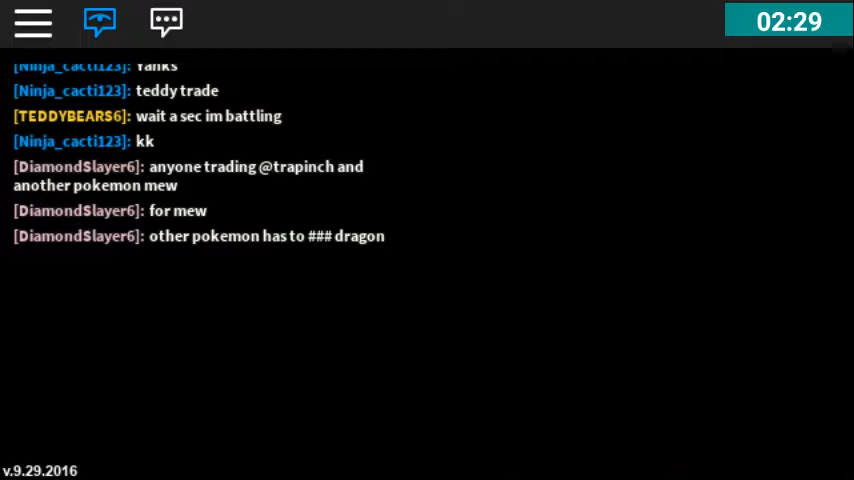 02:29
[Ninja_cacti123]: Yanks
[Ninja_cacti123]: teddy trade
[TEDDYBEARS6]: wait a sec im battling
[Ninja_cacti123]: kk
[DiamondSlayer6]: anyone trading @trapinch and
another pokemon mew
[DiamondSlayer6]: for mew
[DiamondSlayer6]: other pokemon has to ### dragon
v.9.29.2016